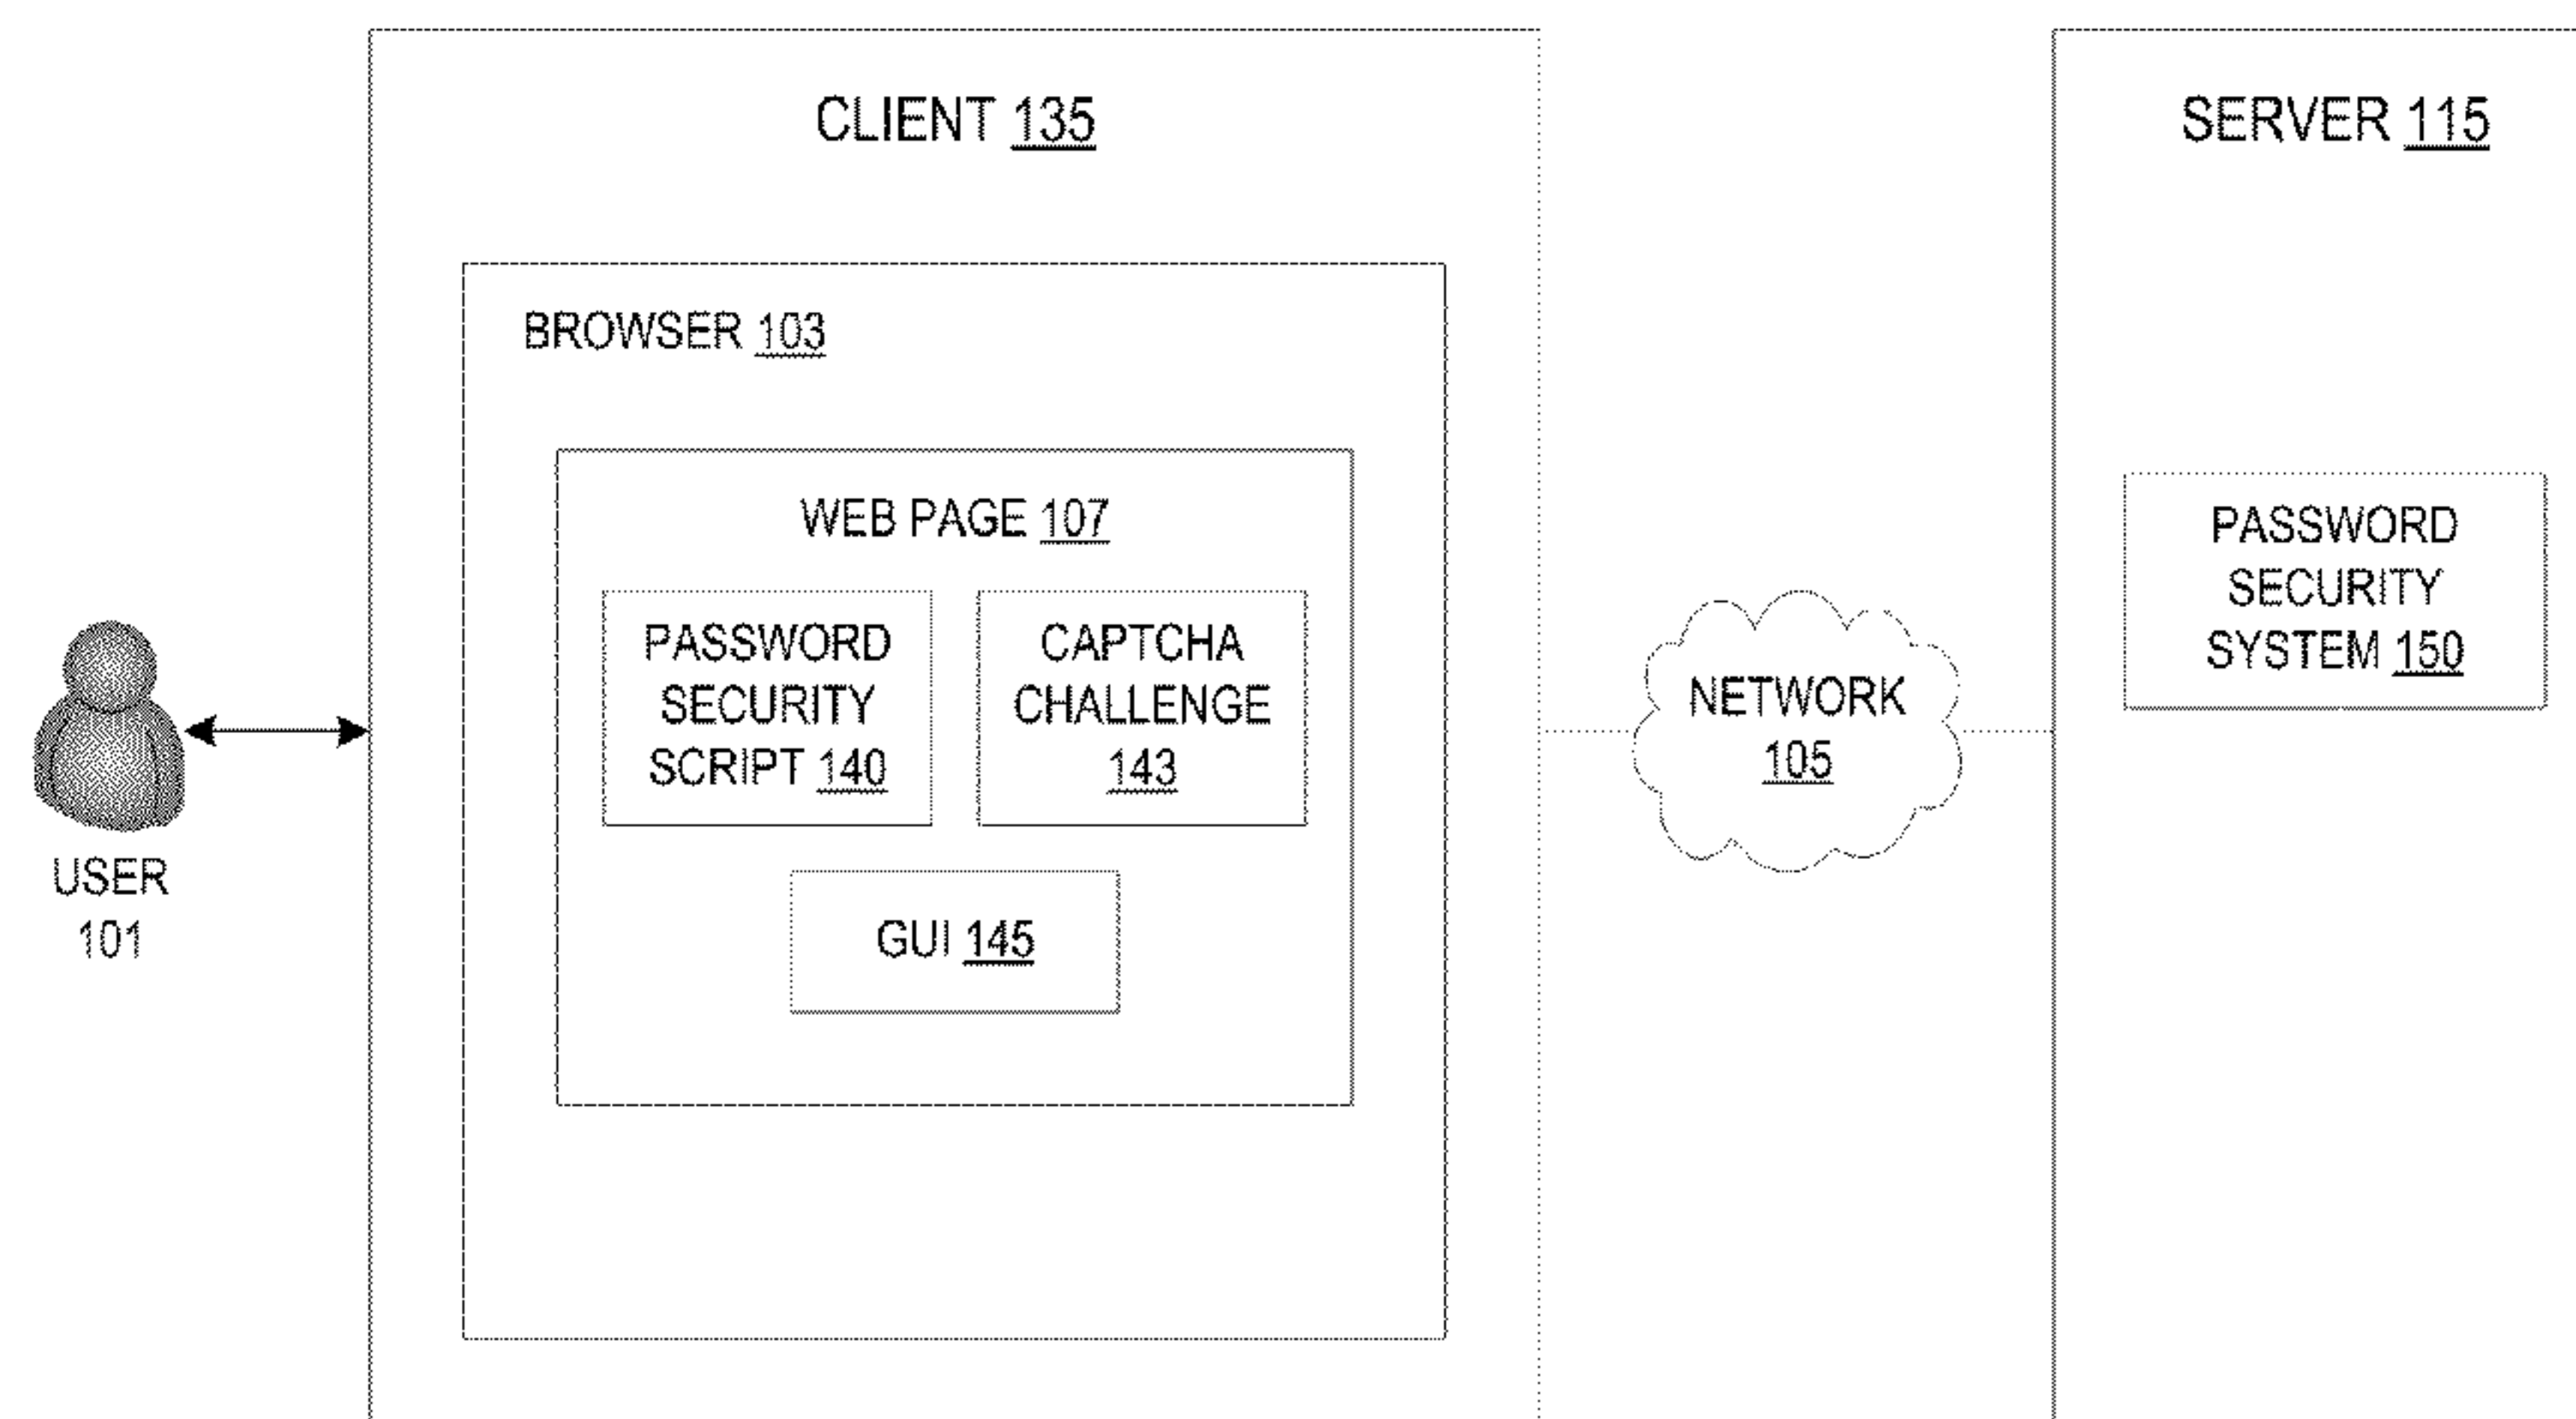 CLIENT 135
SERVER 115
BROWSER 103
WEB PAGE 107
PASSWORD
SECURITY
SCRIPT 140
CAPTCHA
CHALLENGE
143
GUI 145
USER
101
NETWORK
105
PASSWORD
SECURITY
SYSTEM 150